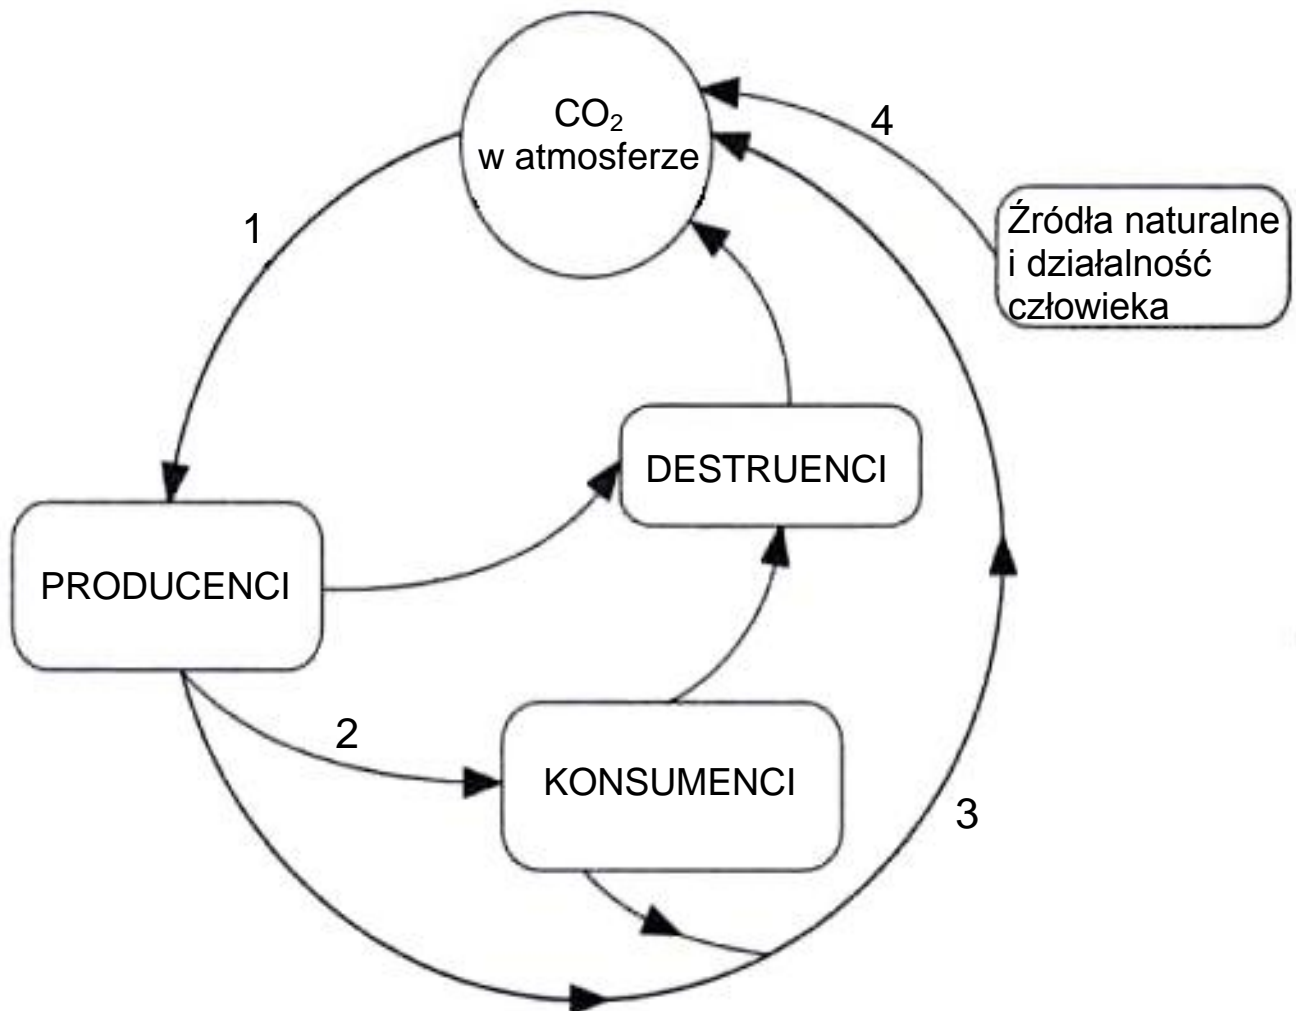 CO₂
w atmosferze
4
Źródła naturalne
i działalność
człowieka
1
DESTRUENCI
PRODUCENCI
2
KONSUMENCI
3